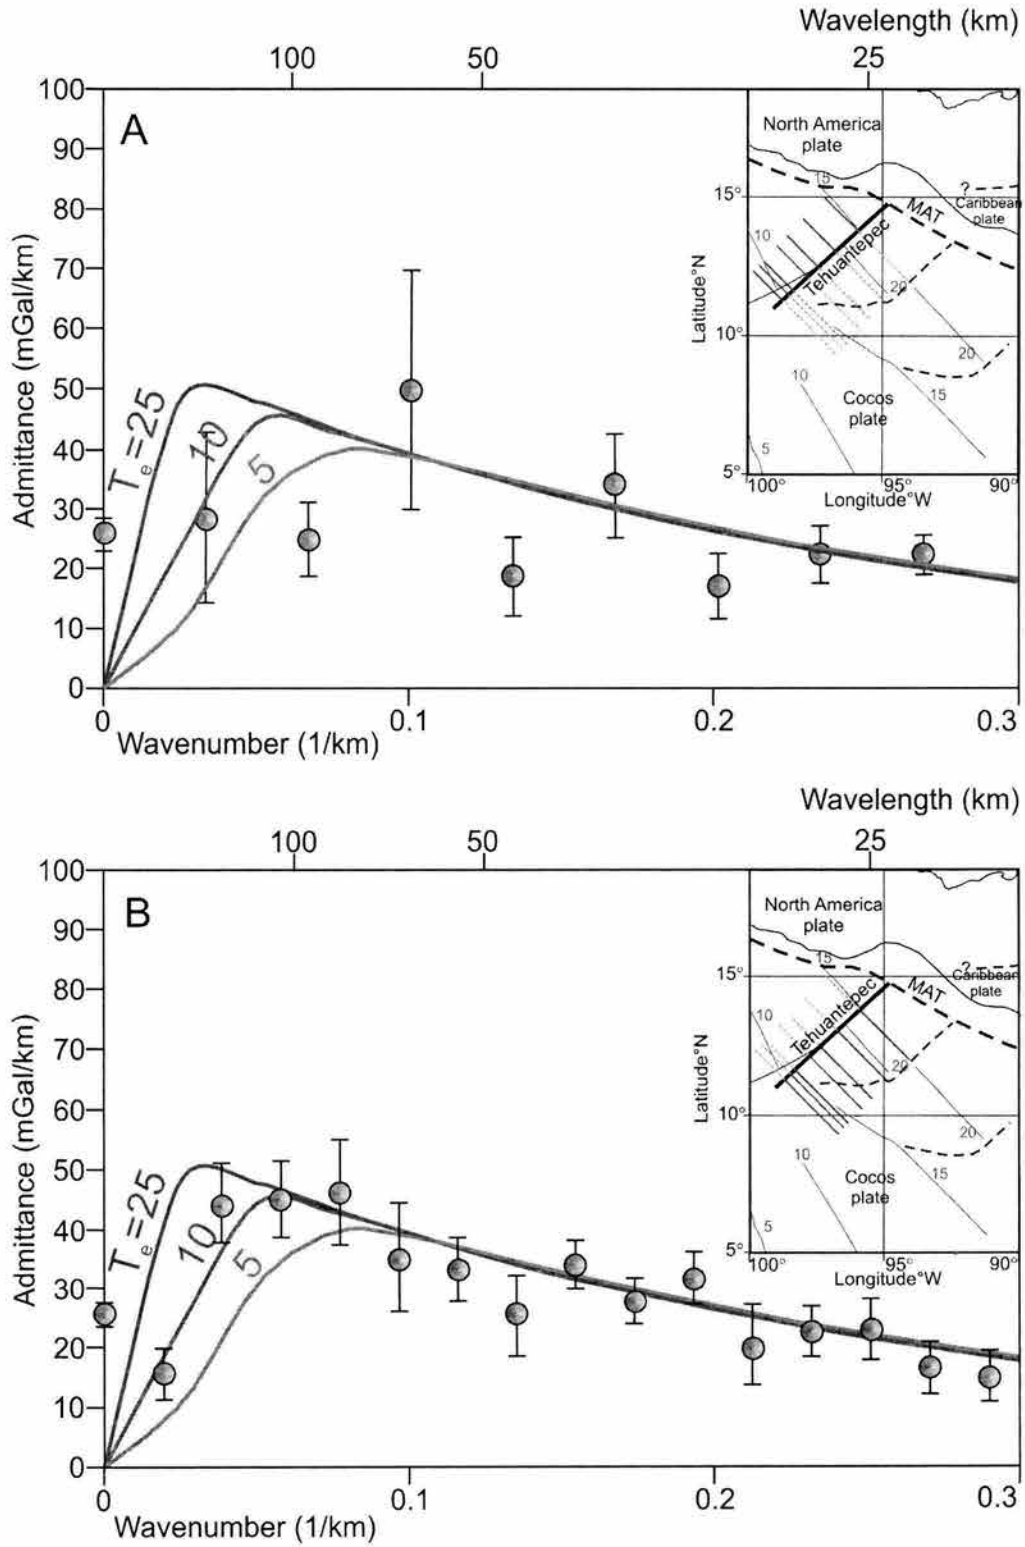 Wavelength (km)
100
50
25
A
100
90
80
70
60
50
40
30
20
10
0
Admittance (mGal/km)
Te=25
10
5
0
0.1
0.2
0.3
Wavenumber (1/km)
North America
plate
15
?
Caribbean
plate
MAT
Tehuantepec
10
20
20
15
10
5
Cocos
plate
15°
10°
5°
Latitude°N
100°
95°
90°
Longitude°W
Wavelength (km)
100
50
25
B
100
90
80
70
60
50
40
30
20
10
0
Admittance (mGal/km)
Te=25
10
5
0
0.1
0.2
0.3
Wavenumber (1/km)
North America
plate
15
?
Caribbean
plate
MAT
Tehuantepec
10
20
20
15
10
5
Cocos
plate
15°
10°
5°
Latitude°N
100°
95°
90°
Longitude°W